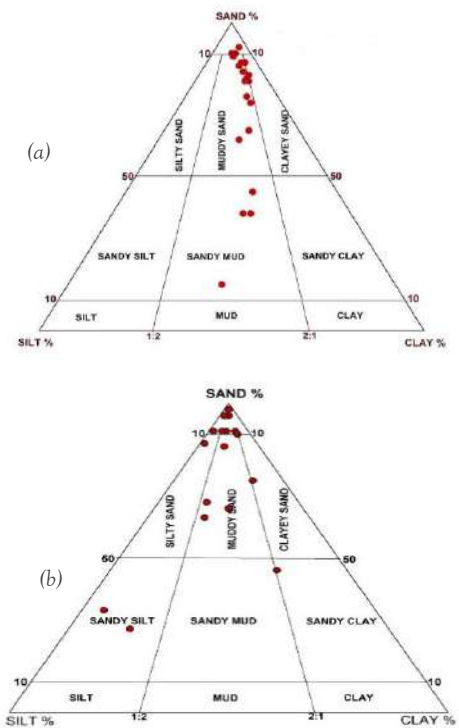 SAND %
10 10
(a)
SILTY SAND
MUDDY SAND
CLAYEY SAND
50 50
SANDY SILT SANDY MUD SANDY CLAY
10 10
SILT MUD CLAY
SILT % 1:2 2:1 CLAY %
SAND %
10 10
SILTY SAND
MUDDY SAND
CLAYEY SAND
50 50
(b)
SANDY SILT SANDY MUD SANDY CLAY
10 10
SILT MUD CLAY
SILT % 1:2 2:1 CLAY %